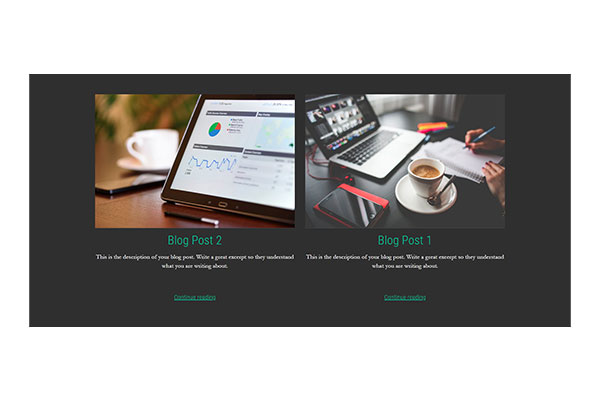 Blog Post 2
This is the description of your blog post. Write a great excerpt so they understand
what you are writing about.
Continue reading
Blog Post 1
This is the description of your blog post. Write a great excerpt so they understand
what you are writing about.
Continue reading